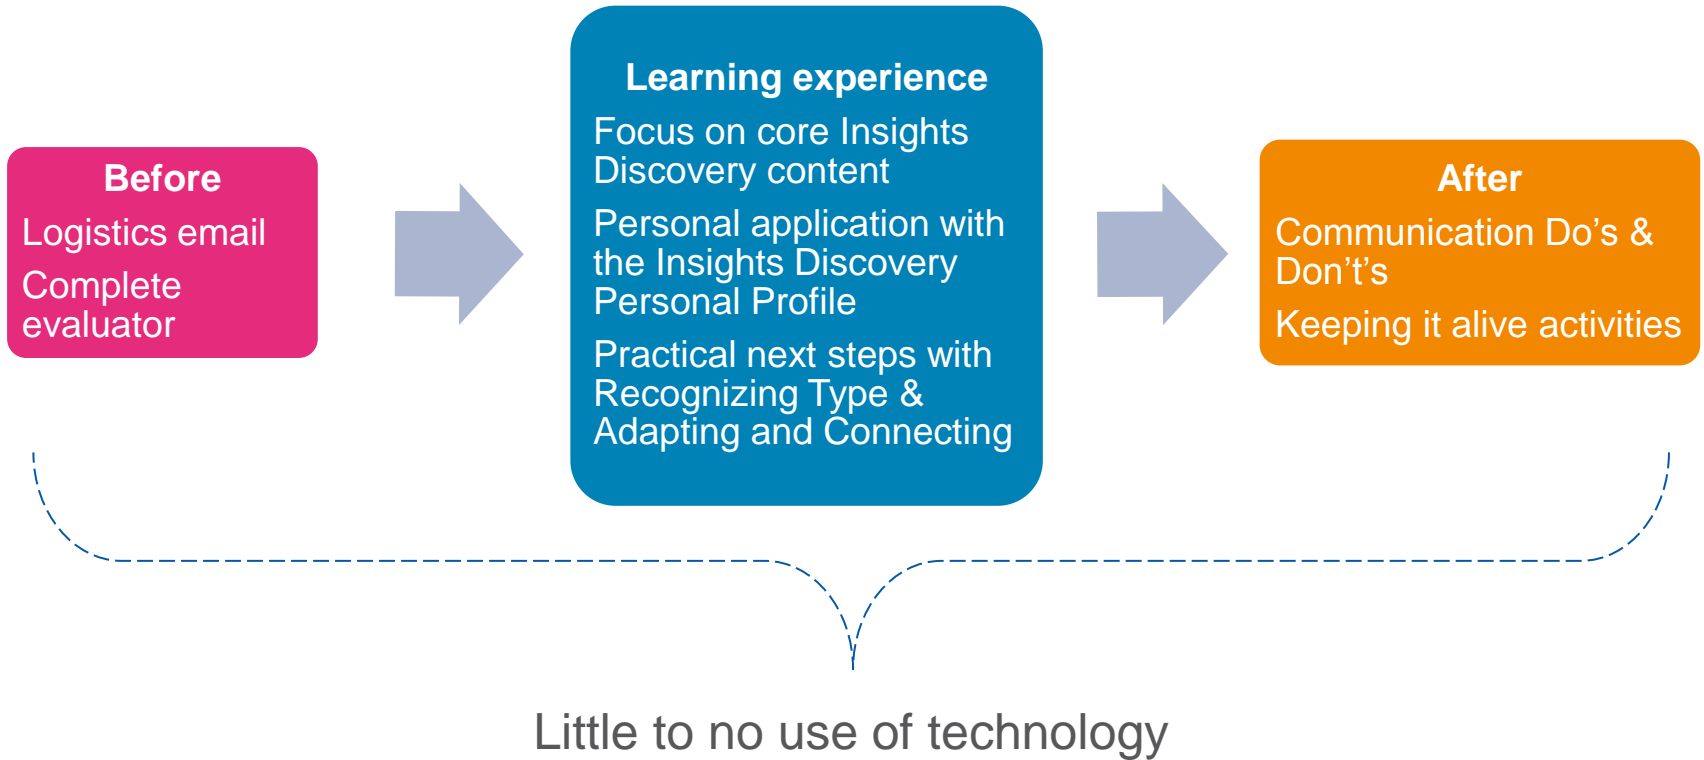 Before
Logistics email
Complete
evaluator
Learning experience
Focus on core Insights
Discovery content
Personal application with
the Insights Discovery
Personal Profile
Practical next steps with
Recognizing Type &
Adapting and Connecting
After
Communication Do’s &
Don’t’s
Keeping it alive activities
Little to no use of technology